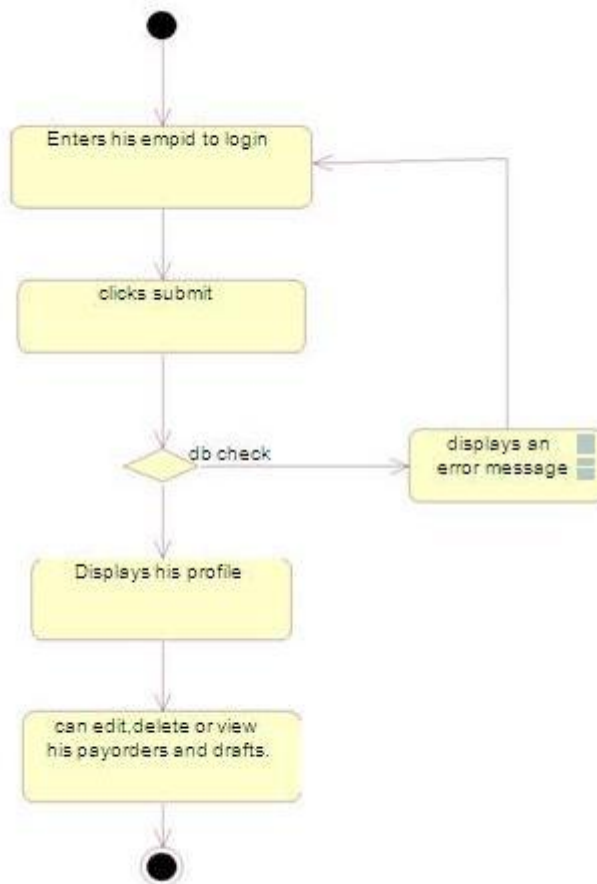 Enters his empid to login
clicks submit
db check
displays an
error message
Displays his profile
can edit,delete or view
his payorders and drafts.